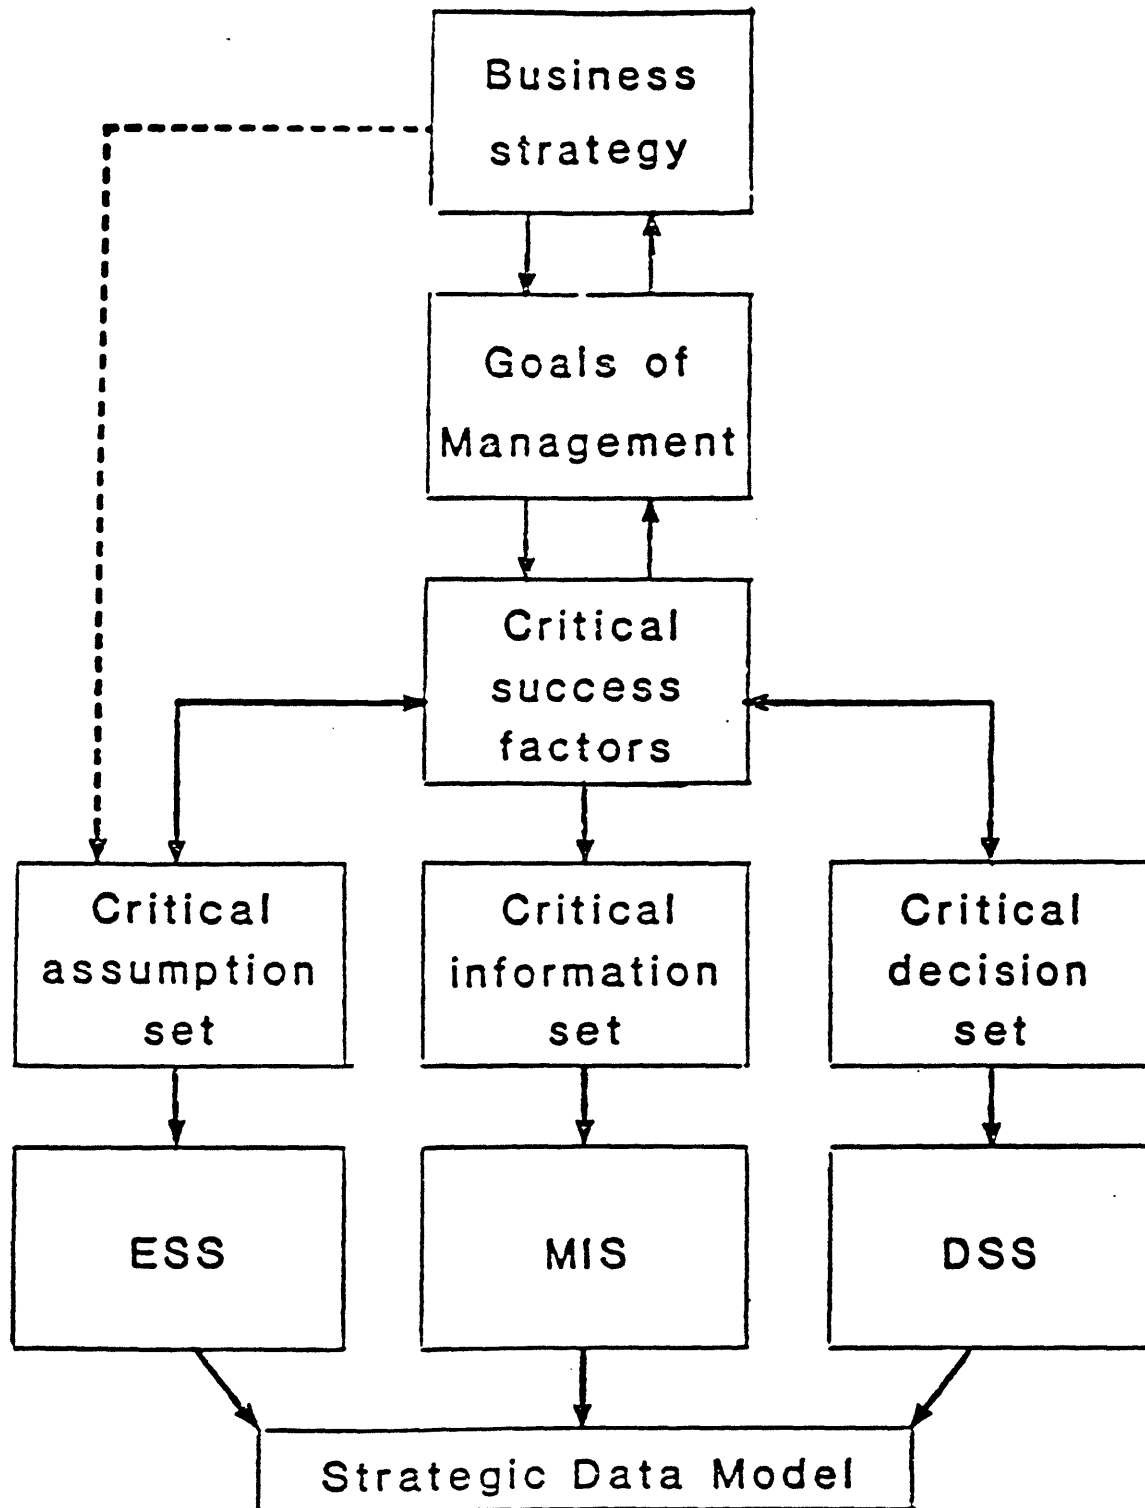 Business
strategy
Goals of
Management
Critical
success
factors
Critical
assumption
set
Critical
information
set
Critical
decision
set
ESS
MIS
DSS
Strategic Data Model